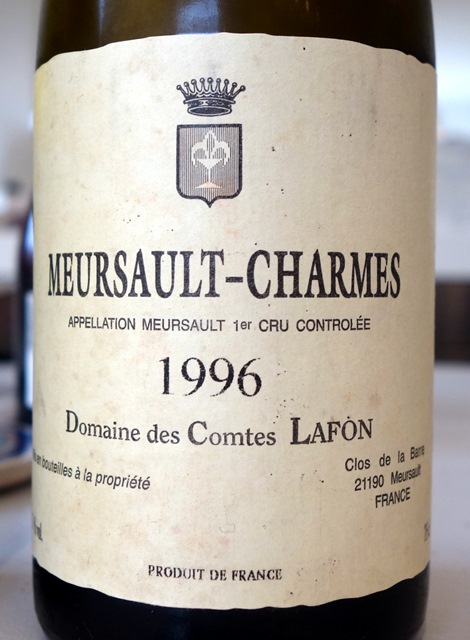 MEURSAULT-CHARMES
APPELLATION MEURSAULT 1er CRU CONTROLÉE
1996
Domaine des Comtes LAFON
en bouteilles à la propriété
Clos de la Barre
21190 Meursault
FRANCE
PRODUIT DE FRANCE